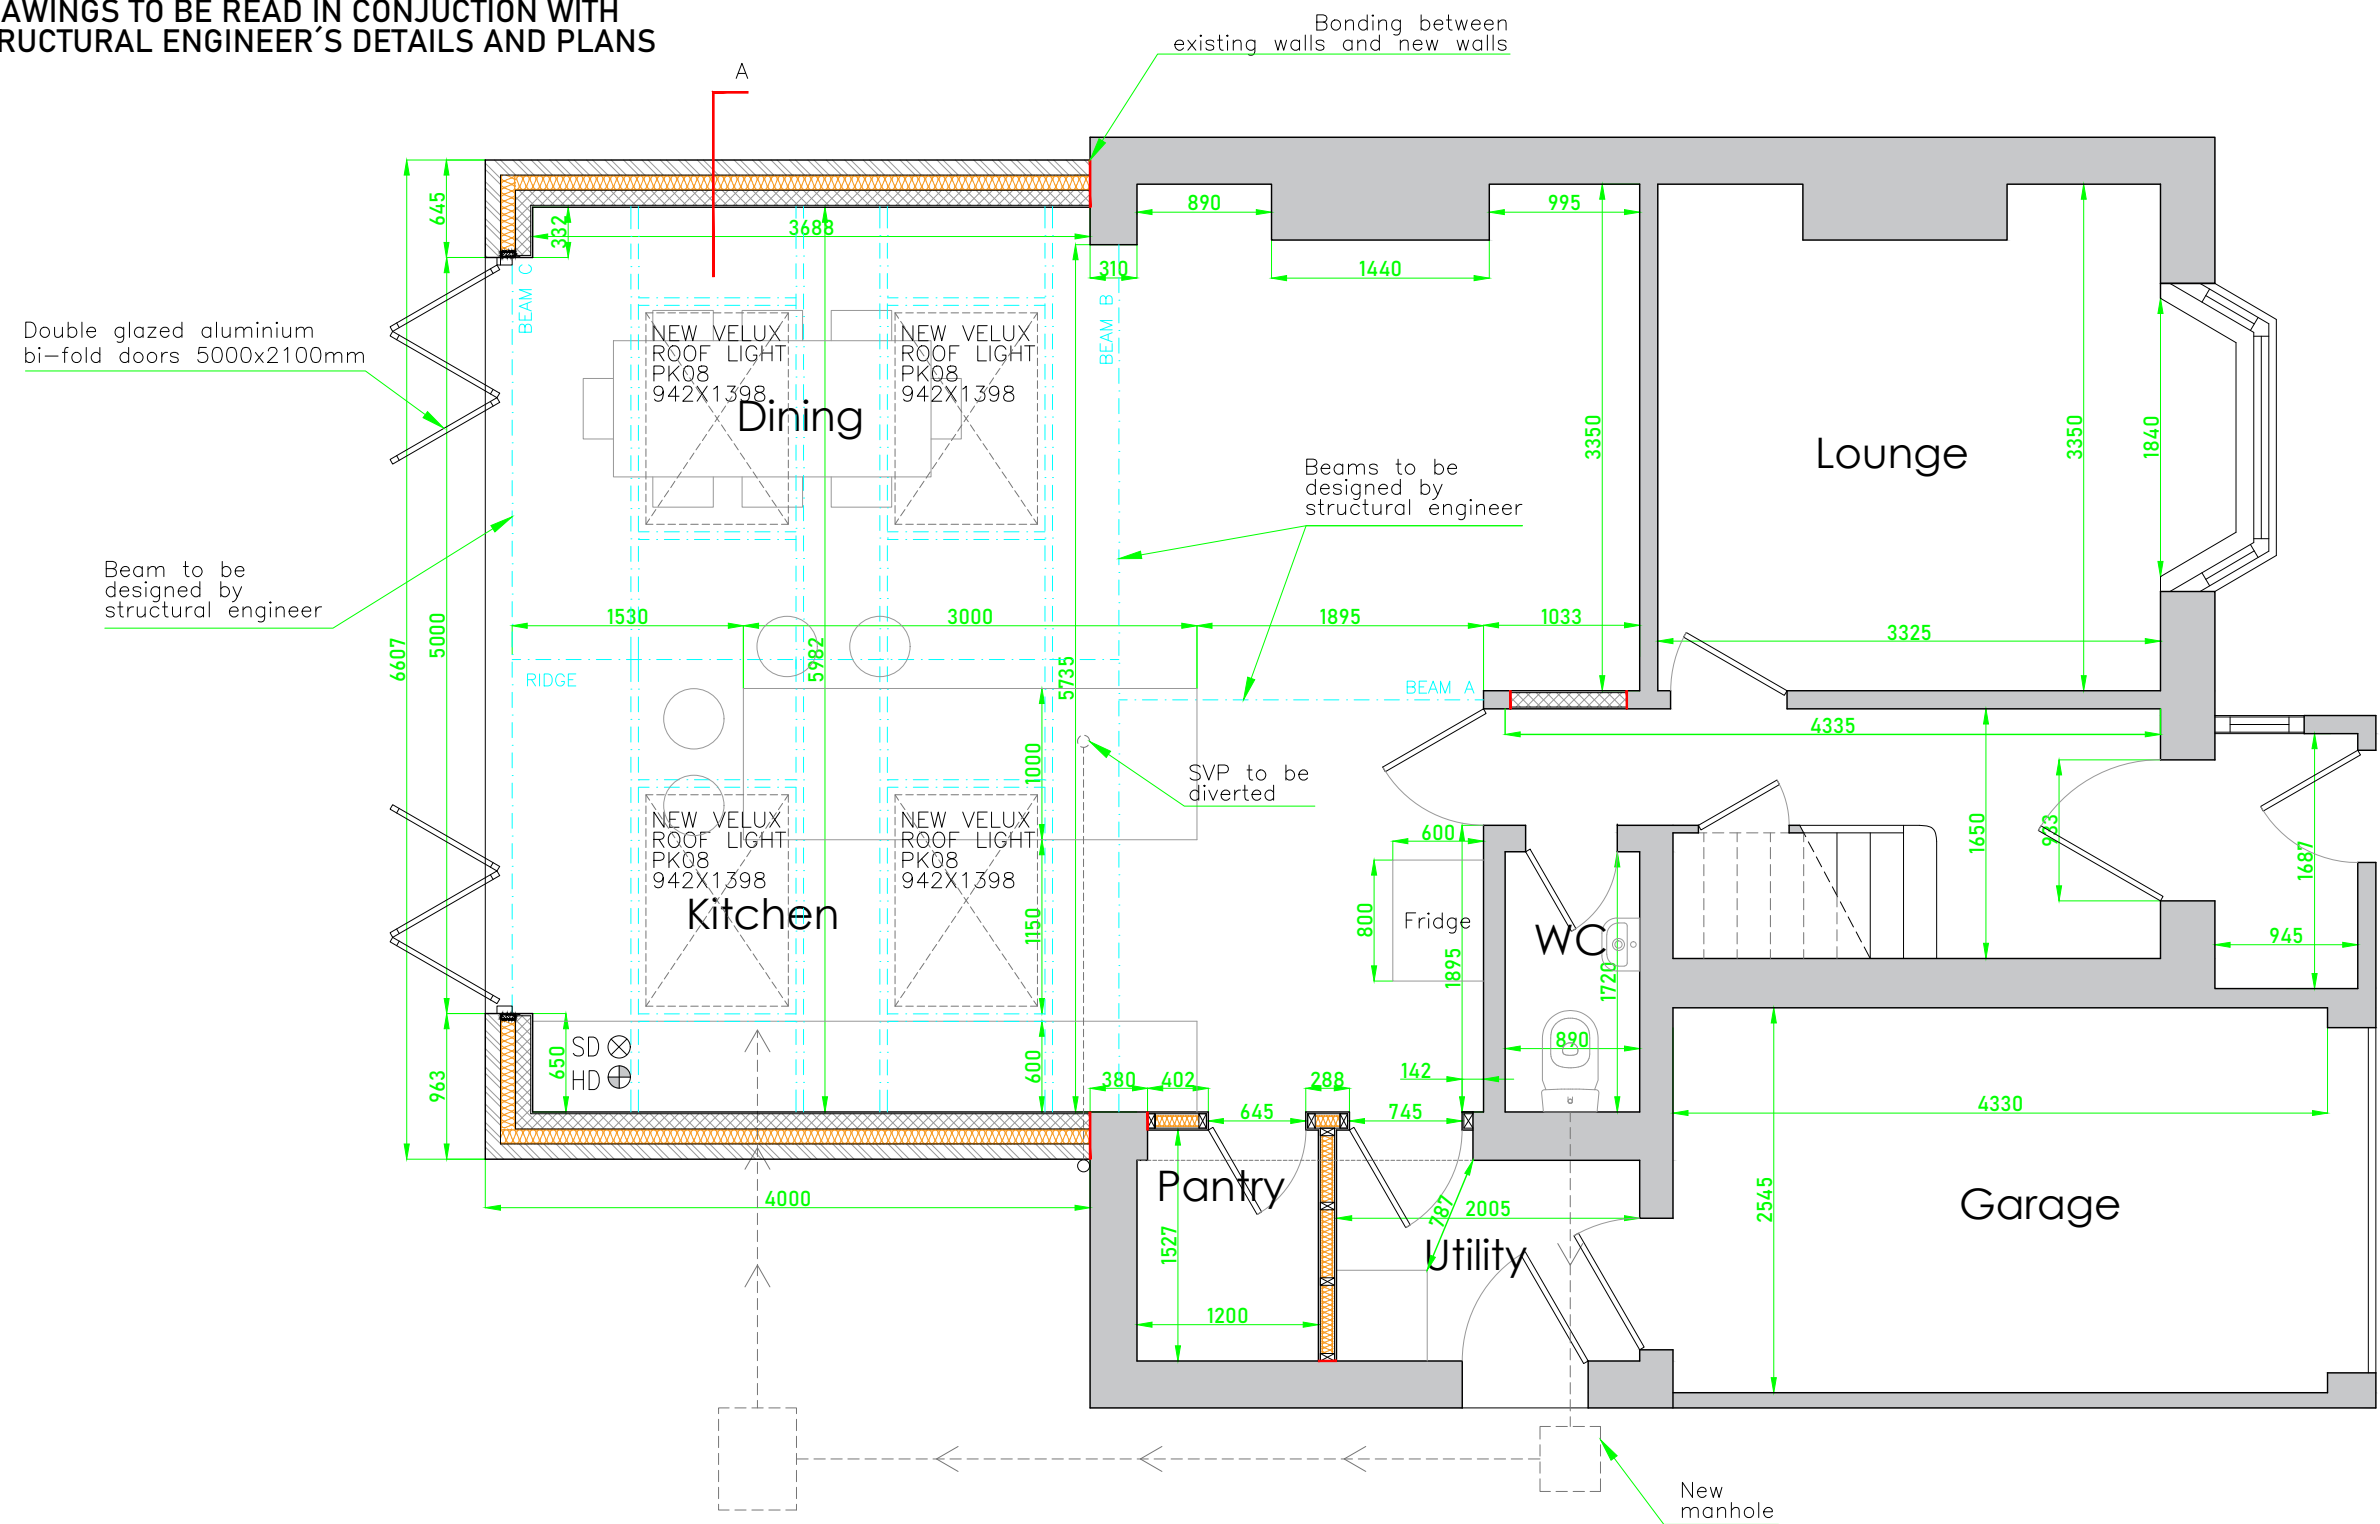 AWINGS TO BE READ IN CONJUCTION WITH
RUCTURAL ENGINEER´S DETAILS AND PLANS
Bonding between
existing walls and new walls
A
645
332
3688
890
995
310
1440
BEAM C
BEAM B
Double glazed aluminium
bi-fold doors 5000x2100mm
NEW VELUX
ROOF LIGHT
PK08
942X1398
NEW VELUX
ROOF LIGHT
PK08
942X1398
Dining
3350
Lounge
3350
1840
Beams to be
designed by
structural engineer
Beam to be
designed by
structural engineer
6607
5000
1530
3000
1895
1033
3325
5982
5735
RIDGE
BEAM A
4335
1000
SVP to be
diverted
NEW VELUX
ROOF LIGHT
PK08
942X1398
NEW VELUX
ROOF LIGHT
PK08
942X1398
Kitchen
1150
600
800
Fridge
1895
WC
1720
1650
933
1687
945
963
650
SD
HD
600
380
402
288
142
890
645
745
4330
4000
Pantry
1527
1200
787
2005
Utility
2545
Garage
New
manhole